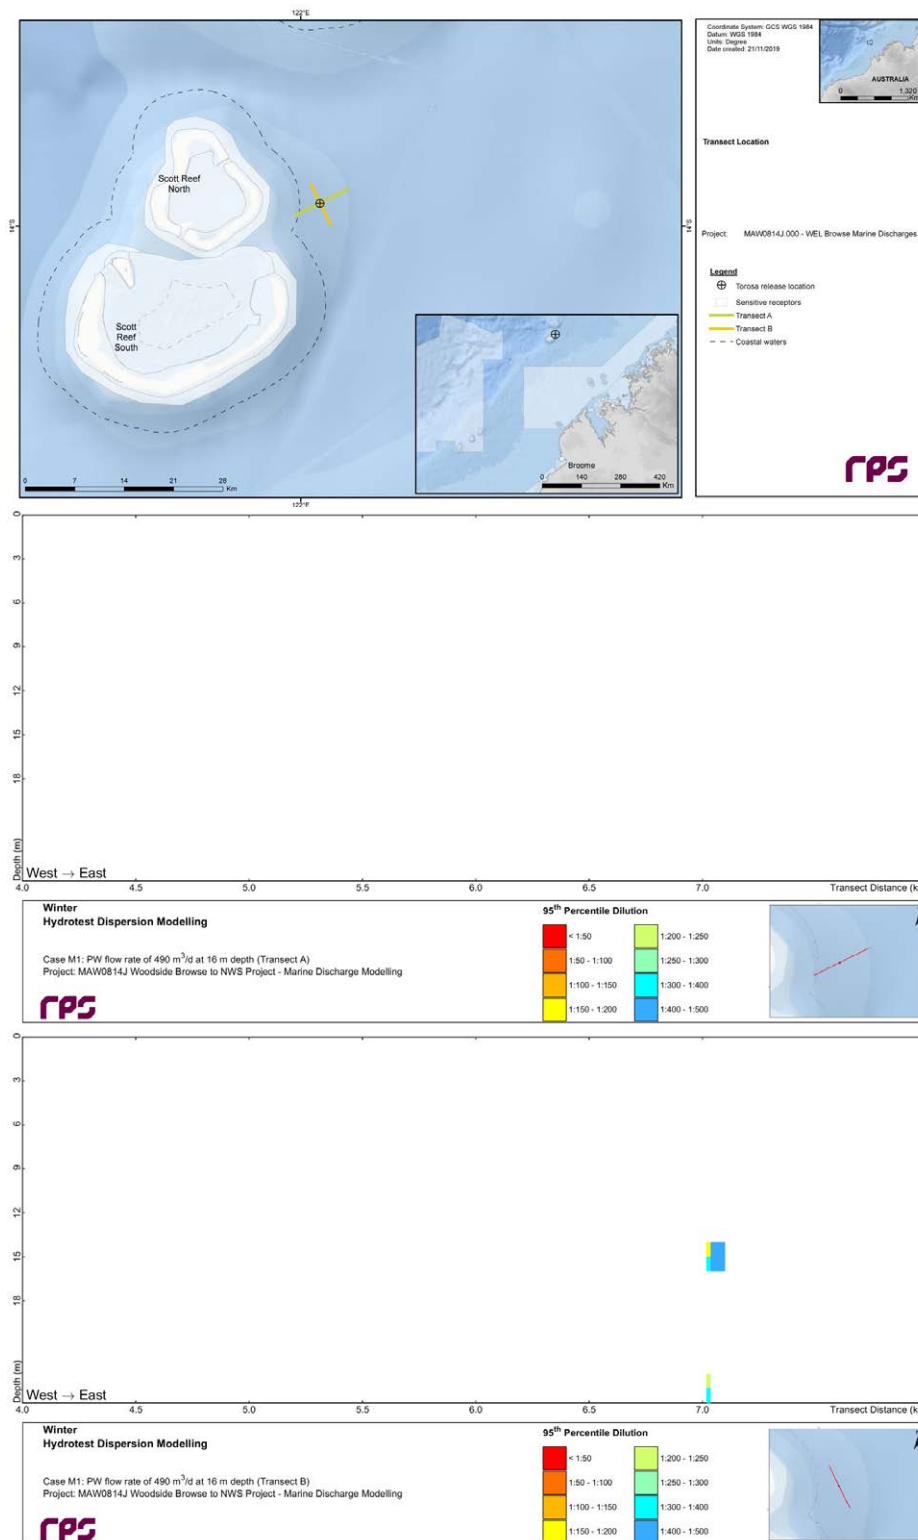 122°E
Coordinate System: GCS WGS 1984
Datum: WGS 1984
Units: Degree
Date created: 21/11/2019
AUSTRALIA
0 1,320
Km
Scott Reef
North
14°S
14°S
Scott
Reef
South
Transect Location
Project: MAW0814J.000 - WEL Browse Marine Discharges
Legend
Torosa release location
Sensitive receptors
Transect A
Transect B
Coastal waters
Broome
0 140 280 420
Km
0 7 14 21 28
Km
122°E
rps
0
3
6
9
12
15
18
Depth (m)
West → East
4.0 4.5 5.0 5.5 6.0 6.5 7.0 Transect Distance (k
Winter
Hydrotest Dispersion Modelling
Case M1: PW flow rate of 490 m³/d at 16 m depth (Transect A)
Project: MAW0814J Woodside Browse to NWS Project - Marine Discharge Modelling
rps
95th Percentile Dilution
< 1:50
1:50 - 1:100
1:100 - 1:150
1:150 - 1:200
1:200 - 1:250
1:250 - 1:300
1:300 - 1:400
1:400 - 1:500
0
3
6
9
12
15
18
Depth (m)
West → East
4.0 4.5 5.0 5.5 6.0 6.5 7.0 Transect Distance (k
Winter
Hydrotest Dispersion Modelling
Case M1: PW flow rate of 490 m³/d at 16 m depth (Transect B)
Project: MAW0814J Woodside Browse to NWS Project - Marine Discharge Modelling
rps
95th Percentile Dilution
< 1:50
1:50 - 1:100
1:100 - 1:150
1:150 - 1:200
1:200 - 1:250
1:250 - 1:300
1:300 - 1:400
1:400 - 1:500